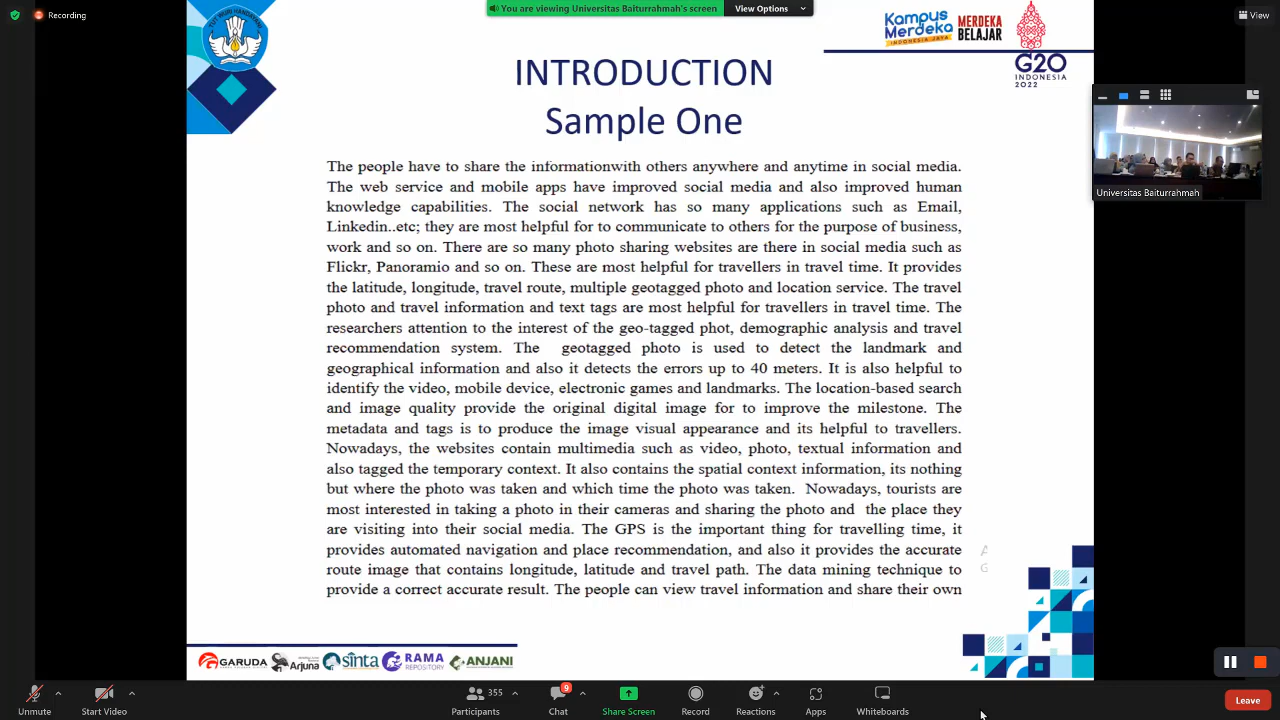 Recording
You are viewing Universitas Baiturrahmah's screen
View Options
View
TUT WURI HANDAYANI
Kampus
Merdeka
INDONESIA JAYA
MERDEKA
BELAJAR
G20
INDONESIA
2022
INTRODUCTION
Sample One
Universitas Baiturrahmah
The people have to share the informationwith others anywhere and anytime in social media.
The web service and mobile apps have improved social media and also improved human
knowledge capabilities. The social network has so many applications such as Email,
Linkedin..etc; they are most helpful for to communicate to others for the purpose of business,
work and so on. There are so many photo sharing websites are there in social media such as
Flickr, Panoramio and so on. These are most helpful for travellers in travel time. It provides
the latitude, longitude, travel route, multiple geotagged photo and location service. The travel
photo and travel information and text tags are most helpful for travellers in travel time. The
researchers attention to the interest of the geo-tagged phot, demographic analysis and travel
recommendation system. The geotagged photo is used to detect the landmark and
geographical information and also it detects the errors up to 40 meters. It is also helpful to
identify the video, mobile device, electronic games and landmarks. The location-based search
and image quality provide the original digital image for to improve the milestone. The
metadata and tags is to produce the image visual appearance and its helpful to travellers.
Nowadays, the websites contain multimedia such as video, photo, textual information and
also tagged the temporary context. It also contains the spatial context information, its nothing
but where the photo was taken and which time the photo was taken. Nowadays, tourists are
most interested in taking a photo in their cameras and sharing the photo and the place they
are visiting into their social media. The GPS is the important thing for travelling time, it
provides automated navigation and place recommendation, and also it provides the accurate
route image that contains longitude, latitude and travel path. The data mining technique to
provide a correct accurate result. The people can view travel information and share their own
GARUDA
Arjuna
sinta
RAMA
REPOSITORY
ANJANI
Unmute
Start Video
355
Participants
9
Chat
Share Screen
Record
Reactions
Apps
Whiteboards
Leave